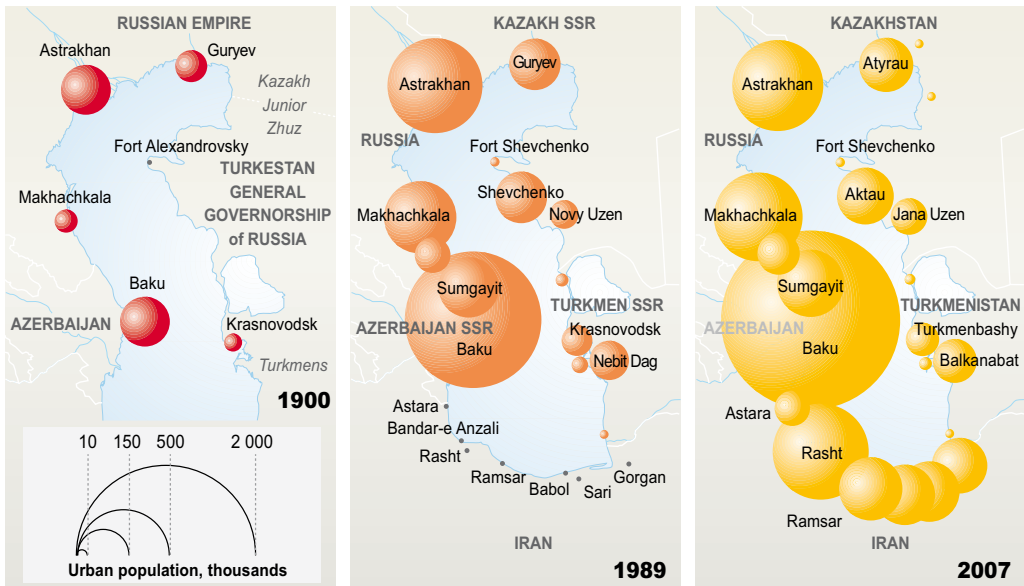 RUSSIAN EMPIRE
Astrakhan
Guryev
Kazakh
Junior
Zhuz
Fort Alexandrovsky
TURKESTAN
GENERAL
GOVERNORSHIP
of RUSSIA
Makhachkala
Baku
AZERBAIJAN
Krasnovodsk
Turkmens
1900
10 150 500 2 000
Urban population, thousands
KAZAKH SSR
Guryev
Astrakhan
RUSSIA
Fort Shevchenko
Shevchenko
Makhachkala
Novy Uzen
Sumgayit
TURKMEN SSR
AZERBAIJAN SSR
Krasnovodsk
Baku
Nebit Dag
Astara
Bandar-e Anzali
Rasht
Ramsar
Babol
Sari
Gorgan
IRAN
1989
KAZAKHSTAN
Atyrau
Astrakhan
RUSSIA
Fort Shevchenko
Aktau
Makhachkala
Jana Uzen
Sumgayit
TURKMENISTAN
AZERBAIJAN
Turkmenbashy
Baku
Balkanabat
Astara
Rasht
Ramsar
IRAN
2007